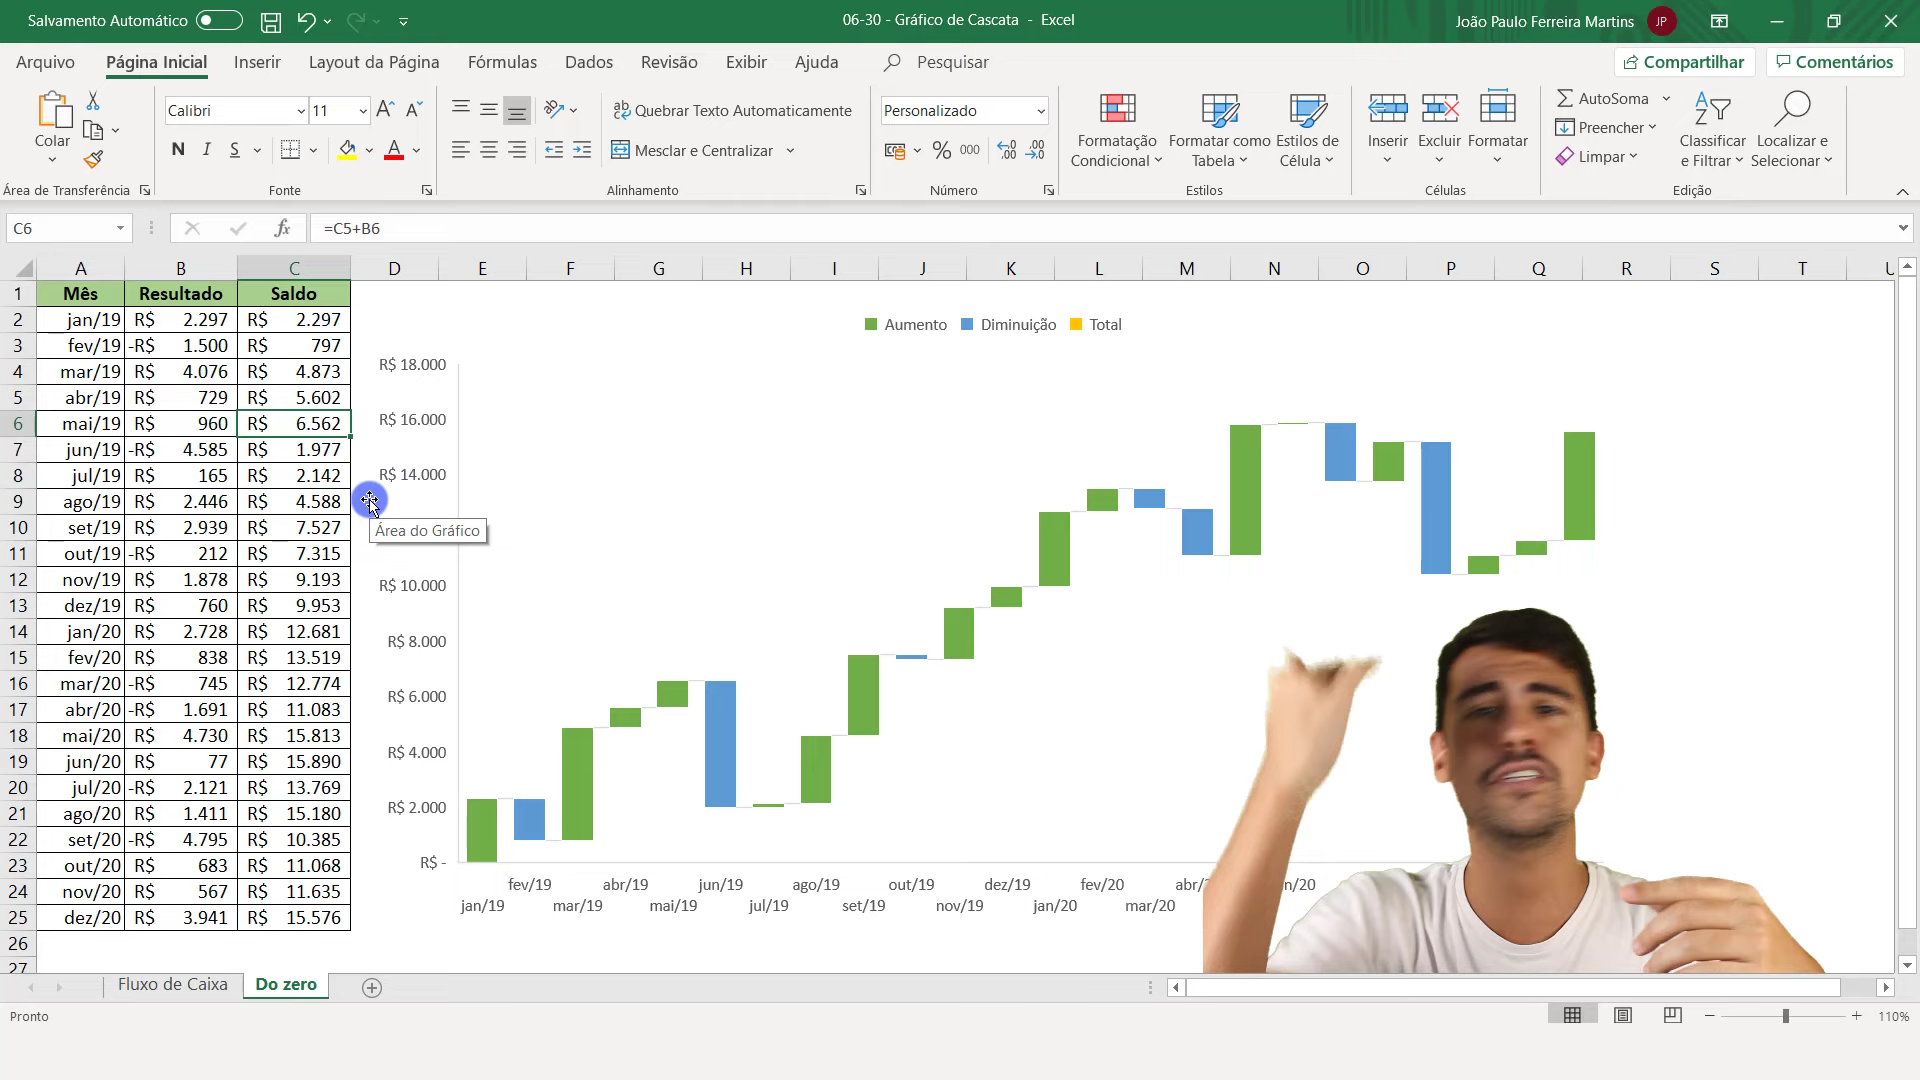 Salvamento Automático
06-30 - Gráfico de Cascata - Excel
João Paulo Ferreira Martins JP
Arquivo Página Inicial Inserir Layout da Página Fórmulas Dados Revisão Exibir Ajuda Pesquisar Compartilhar Comentários
Colar
Área de Transferência
Calibri 11
N I S
Fonte
Quebrar Texto Automaticamente
Mesclar e Centralizar
Alinhamento
Personalizado
% 000
Número
Formatação Condicional
Formatar como Tabela
Estilos de Célula
Estilos
Inserir Excluir Formatar
Células
AutoSoma
Preencher
Limpar
Classificar e Filtrar
Localizar e Selecionar
Edição
C6 fx =C5+B6
A B C D E F G H I J K L M N O P Q R S T
1 Mês Resultado Saldo
2 jan/19 R$ 2.297 R$ 2.297
3 fev/19 -R$ 1.500 R$ 797
4 mar/19 R$ 4.076 R$ 4.873
5 abr/19 R$ 729 R$ 5.602
6 mai/19 R$ 960 R$ 6.562
7 jun/19 -R$ 4.585 R$ 1.977
8 jul/19 R$ 165 R$ 2.142
9 ago/19 R$ 2.446 R$ 4.588
10 set/19 R$ 2.939 R$ 7.527
11 out/19 -R$ 212 R$ 7.315
12 nov/19 R$ 1.878 R$ 9.193
13 dez/19 R$ 760 R$ 9.953
14 jan/20 R$ 2.728 R$ 12.681
15 fev/20 R$ 838 R$ 13.519
16 mar/20 -R$ 745 R$ 12.774
17 abr/20 -R$ 1.691 R$ 11.083
18 mai/20 R$ 4.730 R$ 15.813
19 jun/20 R$ 77 R$ 15.890
20 jul/20 -R$ 2.121 R$ 13.769
21 ago/20 R$ 1.411 R$ 15.180
22 set/20 -R$ 4.795 R$ 10.385
23 out/20 R$ 683 R$ 11.068
24 nov/20 R$ 567 R$ 11.635
25 dez/20 R$ 3.941 R$ 15.576
26
27
Aumento Diminuição Total
R$ 18.000
R$ 16.000
R$ 14.000
Área do Gráfico
R$ 10.000
R$ 8.000
R$ 6.000
R$ 4.000
R$ 2.000
R$ -
fev/19 abr/19 jun/19 ago/19 out/19 dez/19 fev/20
jan/19 mar/19 mai/19 jul/19 set/19 nov/19 jan/20 mar/20
Fluxo de Caixa Do zero
Pronto
110%